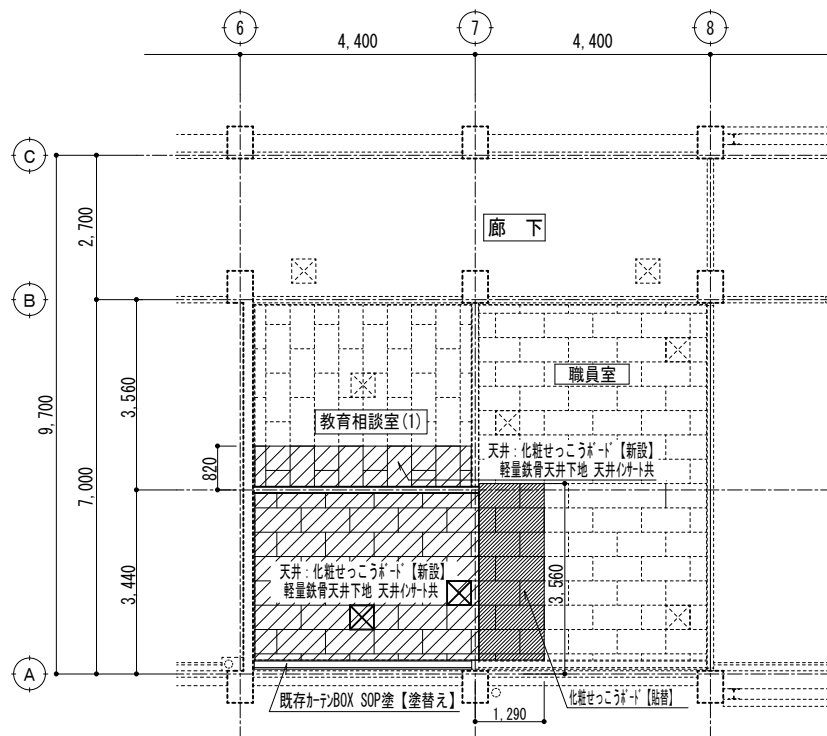 6
7
8
4,400
4,400
C
B
A
9,700
2,700
7,000
3,560
3,440
820
廊 下
職員室
教育相談室(1)
天井：化粧せっこうボード【新設】
軽量鉄骨天井下地 天井インサート共
天井：化粧せっこうボード【新設】
軽量鉄骨天井下地 天井インサート共
3,560
既存カーテンBOX SOP塗【塗替え】
化粧せっこうボード【貼替】
1,290